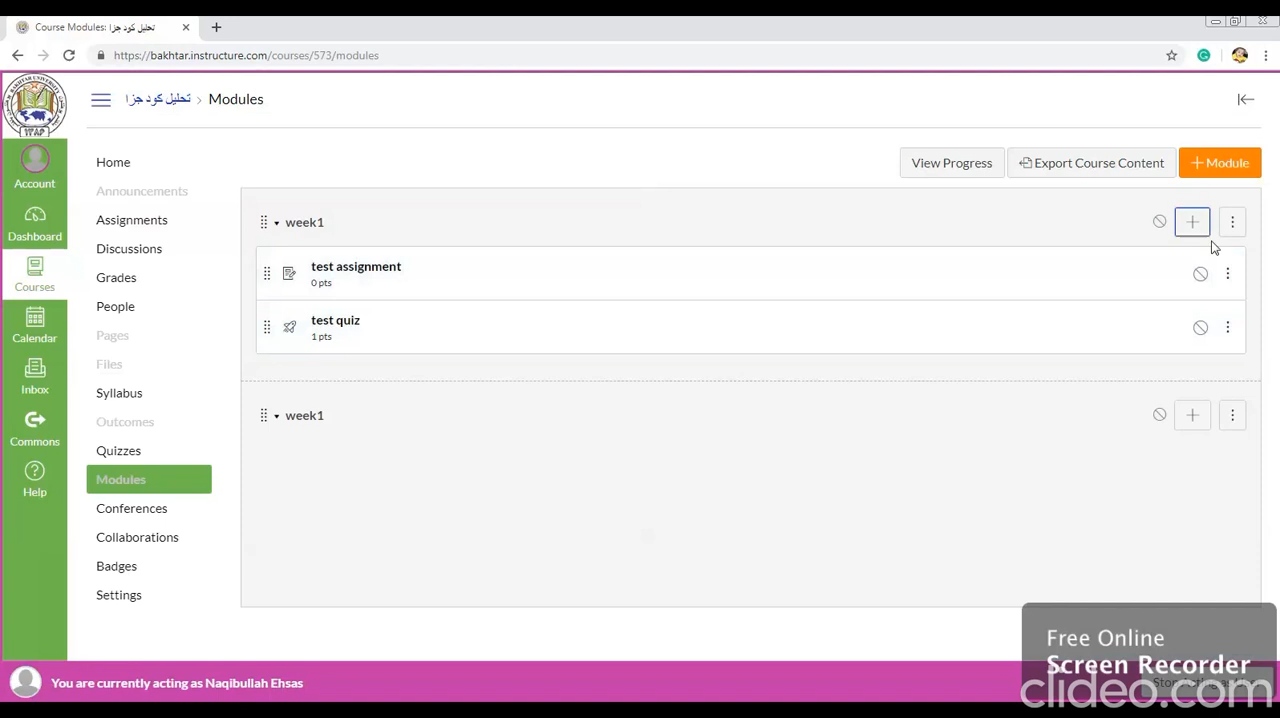 Course Modules: تحلیل کود جزا
https://bakhtar.instructure.com/courses/573/modules
تحلیل کود جزا › Modules
Account
Dashboard
Courses
Calendar
Inbox
Commons
Help
Home
Announcements
Assignments
Discussions
Grades
People
Pages
Files
Syllabus
Outcomes
Quizzes
Modules
Conferences
Collaborations
Badges
Settings
View Progress
Export Course Content
+ Module
week1
test assignment
0 pts
test quiz
1 pts
week1
You are currently acting as Naqibullah Ehsas
Free Online
Screen Recorder
clideo.com